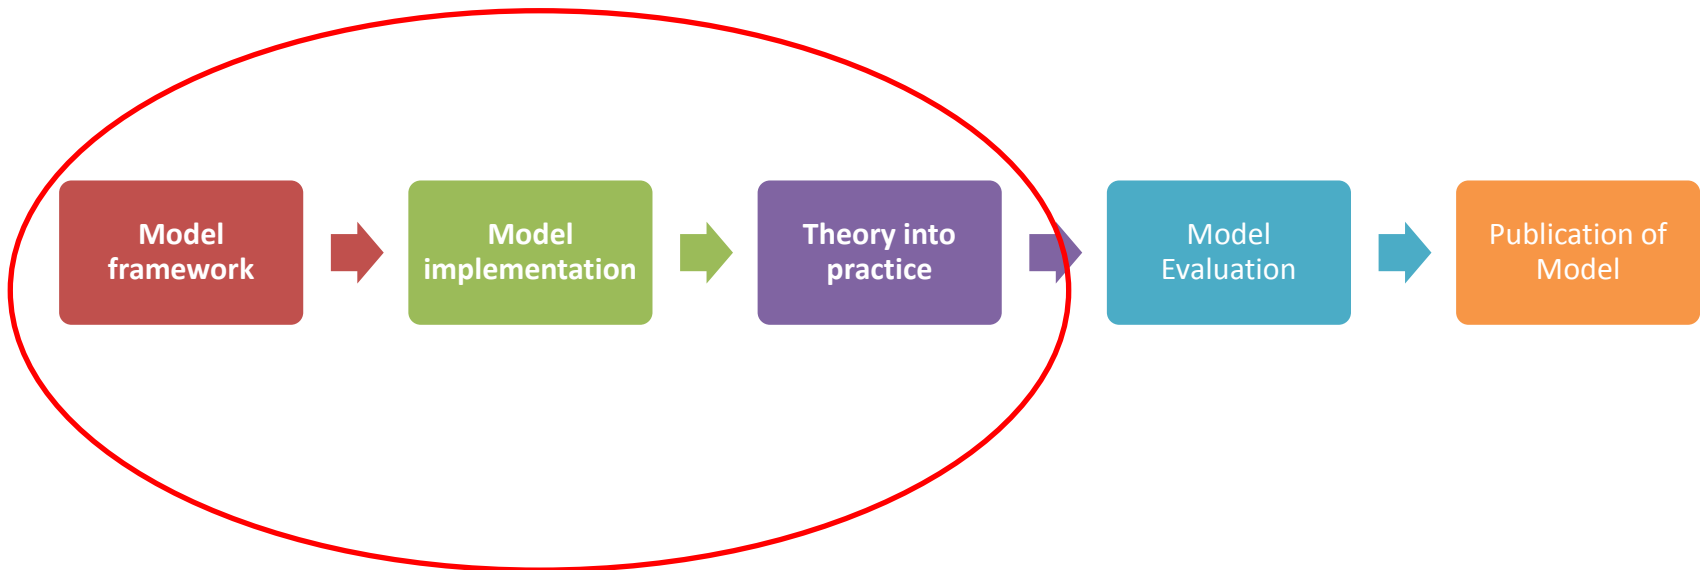 Model
framework
Model
implementation
Theory into
practice
Model
Evaluation
Publication of
Model